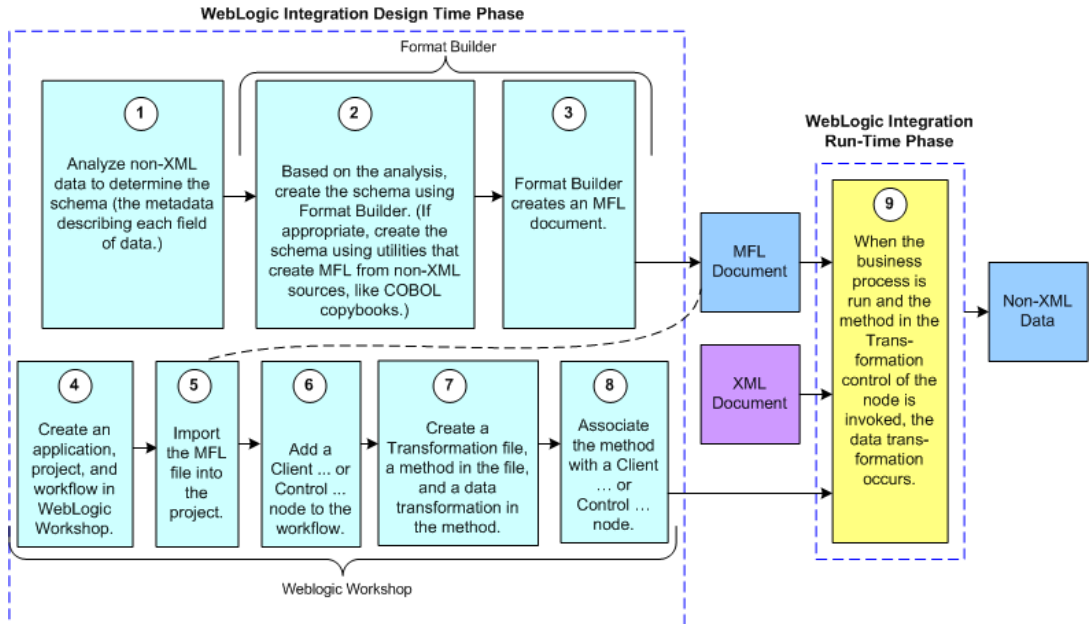 WebLogic Integration Design Time Phase
Format Builder
1
Analyze non-XML
data to determine the
schema (the metadata
describing each field
of data.)
2
Based on the analysis,
create the schema using
Format Builder. (If
appropriate, create the
schema using utilities that
create MFL from non-XML
sources, like COBOL
copybooks.)
3
Format Builder
creates an MFL
document.
MFL
Document
XML
Document
4
Create an
application,
project, and
workflow in
WebLogic
Workshop.
5
Import
the MFL
file into
the
project.
6
Add a
Client ... or
Control ...
node to the
workflow.
7
Create a
Transformation file,
a method in the file,
and a data
transformation in
the method.
8
Associate
the method
with a Client
... or
Control ...
node.
Weblogic Workshop
WebLogic Integration
Run-Time Phase
9
When the
business
process is
run and the
method in the
Trans-
formation
control of the
node is
invoked, the
data trans-
formation
occurs.
Non-XML
Data